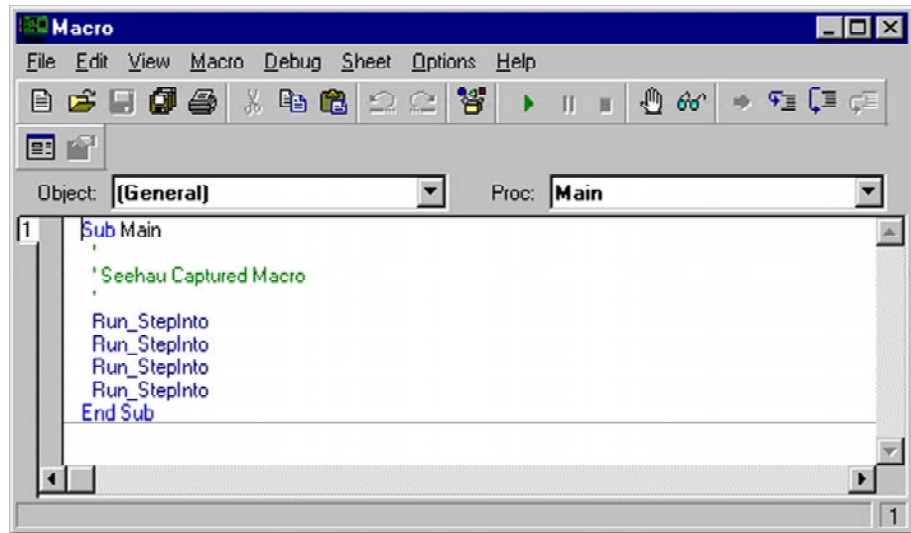 Macro
File Edit View Macro Debug Sheet Options Help
Object: (General) Proc: Main
1 Sub Main
'
' Seehau Captured Macro
'
Run_StepInto
Run_StepInto
Run_StepInto
Run_StepInto
End Sub
1